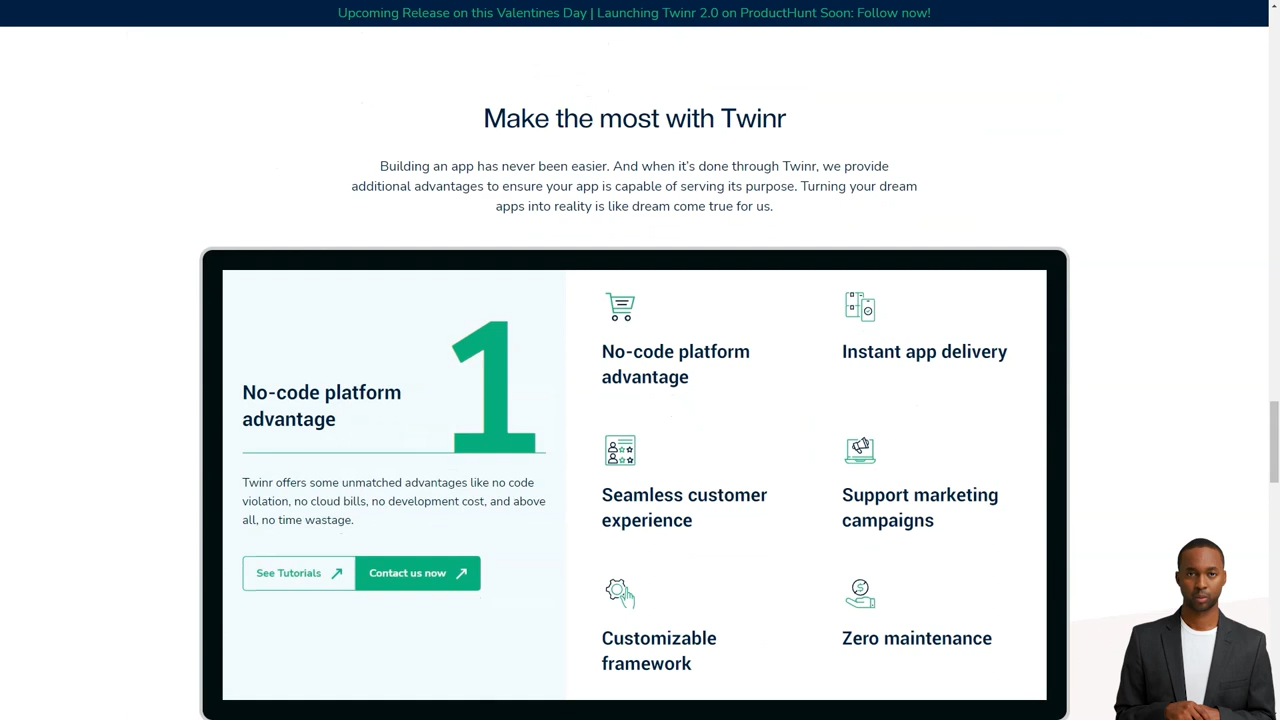 Upcoming Release on this Valentines Day | Launching Twinr 2.0 on ProductHunt Soon: Follow now!
Make the most with Twinr
Building an app has never been easier. And when it's done through Twinr, we provide
additional advantages to ensure your app is capable of serving its purpose. Turning your dream
apps into reality is like dream come true for us.
1
No-code platform
advantage
Twinr offers some unmatched advantages like no code
violation, no cloud bills, no development cost, and above
all, no time wastage.
See Tutorials
Contact us now
No-code platform
advantage
Instant app delivery
Seamless customer
experience
Support marketing
campaigns
Customizable
framework
Zero maintenance